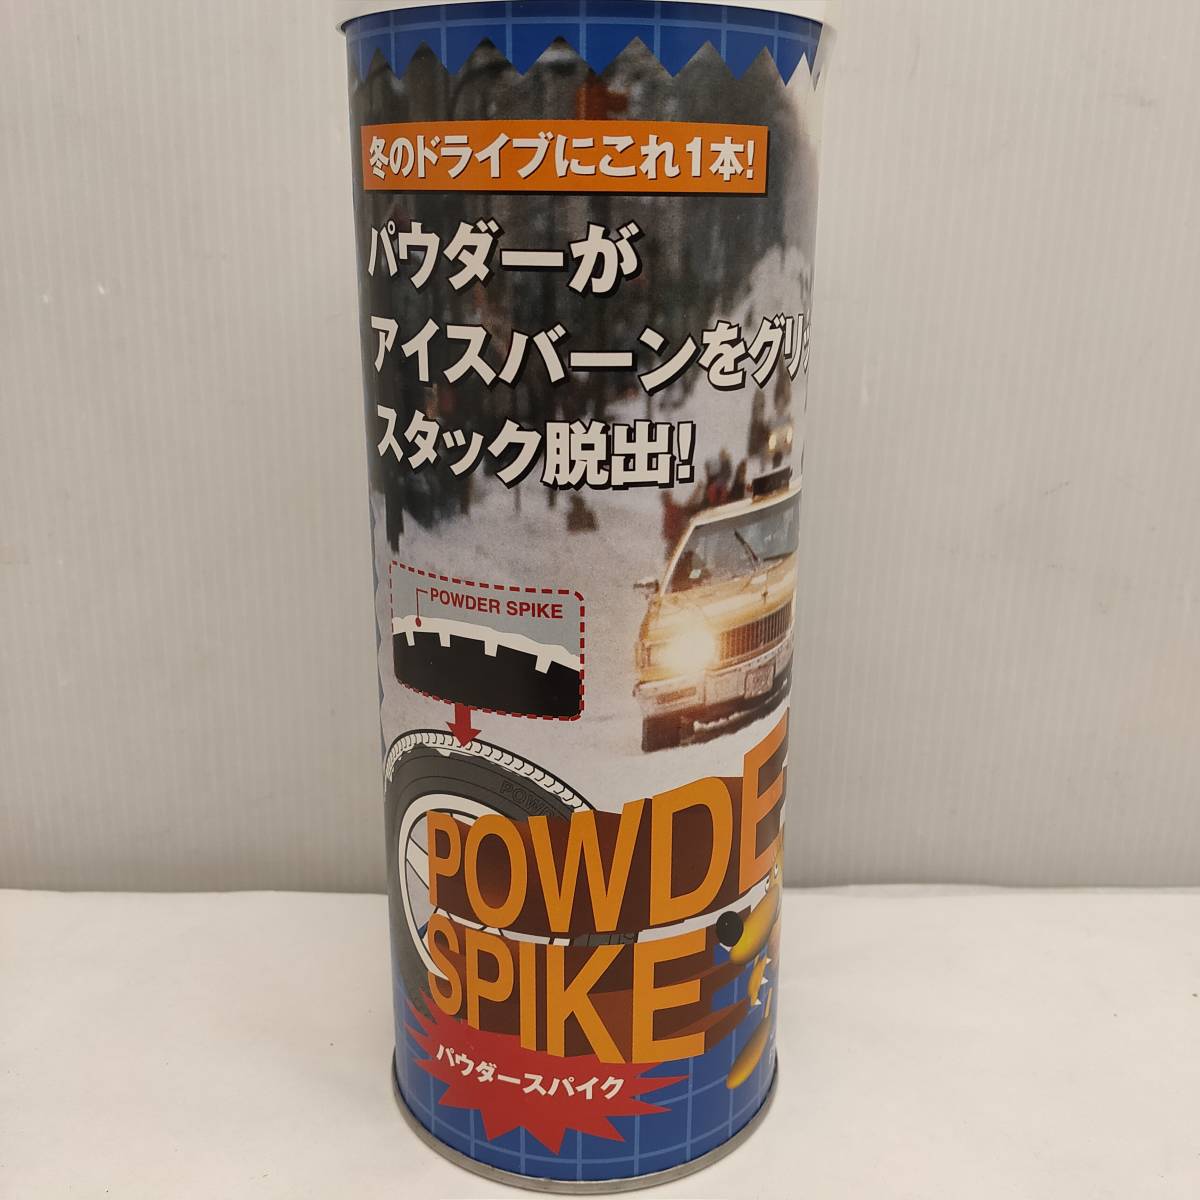 冬のドライブにこれ1本!
パウダーが
アイスバーンをグリッ
スタック脱出!
POWDER SPIKE
POWDE
SPIKE
パウダースパイク